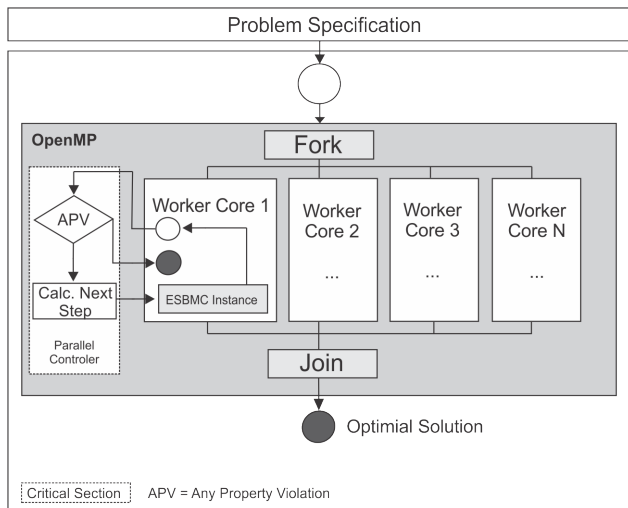 Problem Specification
OpenMP
Fork
APV
Calc. Next
Step
Parallel
Controler
Worker Core 1
ESBMC Instance
Worker
Core 2
...
Worker
Core 3
...
Worker
Core N
...
Join
Optimial Solution
Critical Section
APV = Any Property Violation